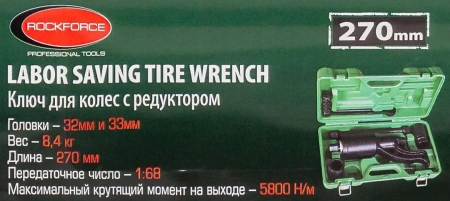 ROCKFORCE
PROFESSIONAL TOOLS
270mm
LABOR SAVING TIRE WRENCH
Ключ для колес с редуктором
Головки – 32мм и 33мм
Вес – 8,4 кг
Длина – 270 мм
Передаточное число – 1:68
Максимальный крутящий момент на выходе – 5800 Н/м